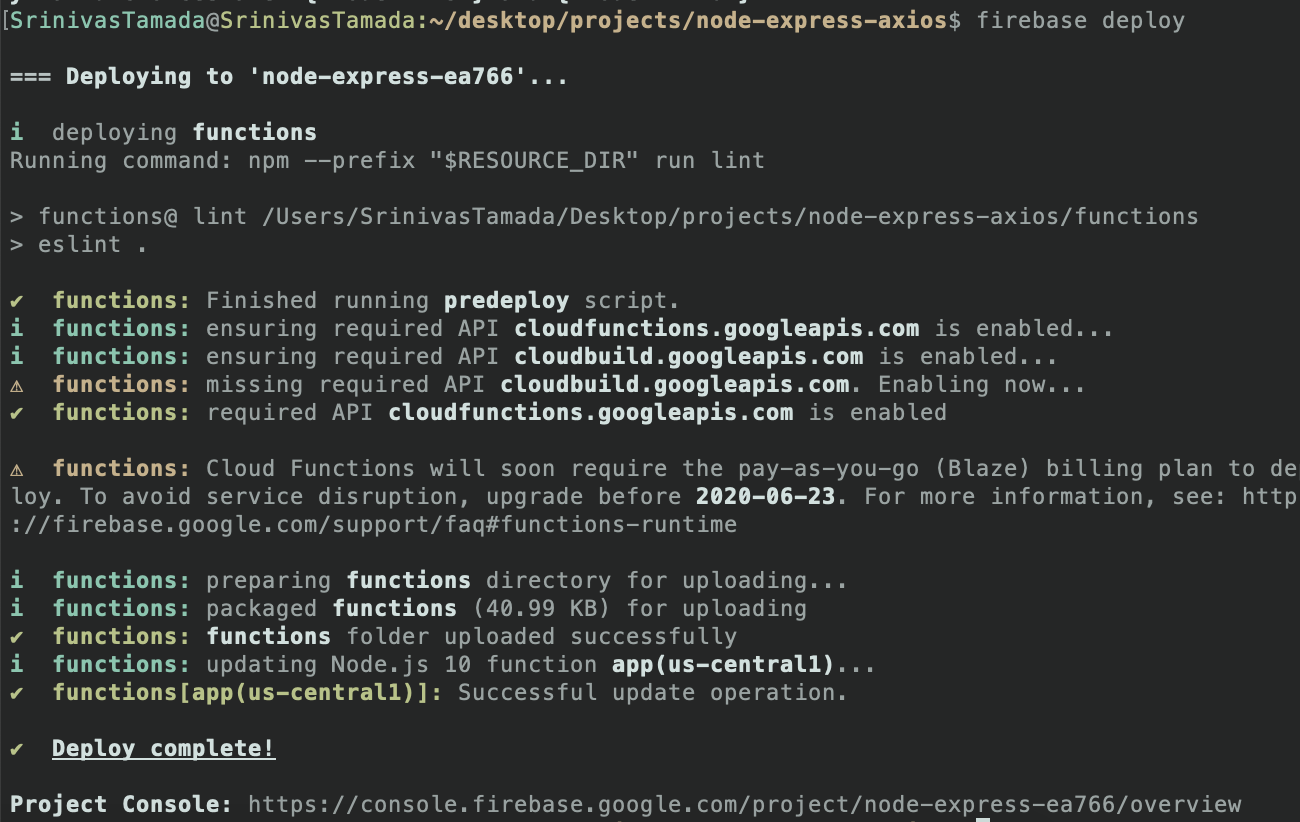 [SrinivasTamada@SrinivasTamada:~/desktop/projects/node-express-axios$ firebase deploy
=== Deploying to 'node-express-ea766'...
i deploying functions
Running command: npm --prefix "$RESOURCE_DIR" run lint
> functions@ lint /Users/SrinivasTamada/Desktop/projects/node-express-axios/functions
> eslint .
✔ functions: Finished running predeploy script.
i functions: ensuring required API cloudfunctions.googleapis.com is enabled...
i functions: ensuring required API cloudbuild.googleapis.com is enabled...
⚠ functions: missing required API cloudbuild.googleapis.com. Enabling now...
✔ functions: required API cloudfunctions.googleapis.com is enabled
⚠ functions: Cloud Functions will soon require the pay-as-you-go (Blaze) billing plan to de
loy. To avoid service disruption, upgrade before 2020-06-23. For more information, see: http
://firebase.google.com/support/faq#functions-runtime
i functions: preparing functions directory for uploading...
i functions: packaged functions (40.99 KB) for uploading
✔ functions: functions folder uploaded successfully
i functions: updating Node.js 10 function app(us-central1)...
✔ functions[app(us-central1)]: Successful update operation.
✔ Deploy complete!
Project Console: https://console.firebase.google.com/project/node-express-ea766/overview